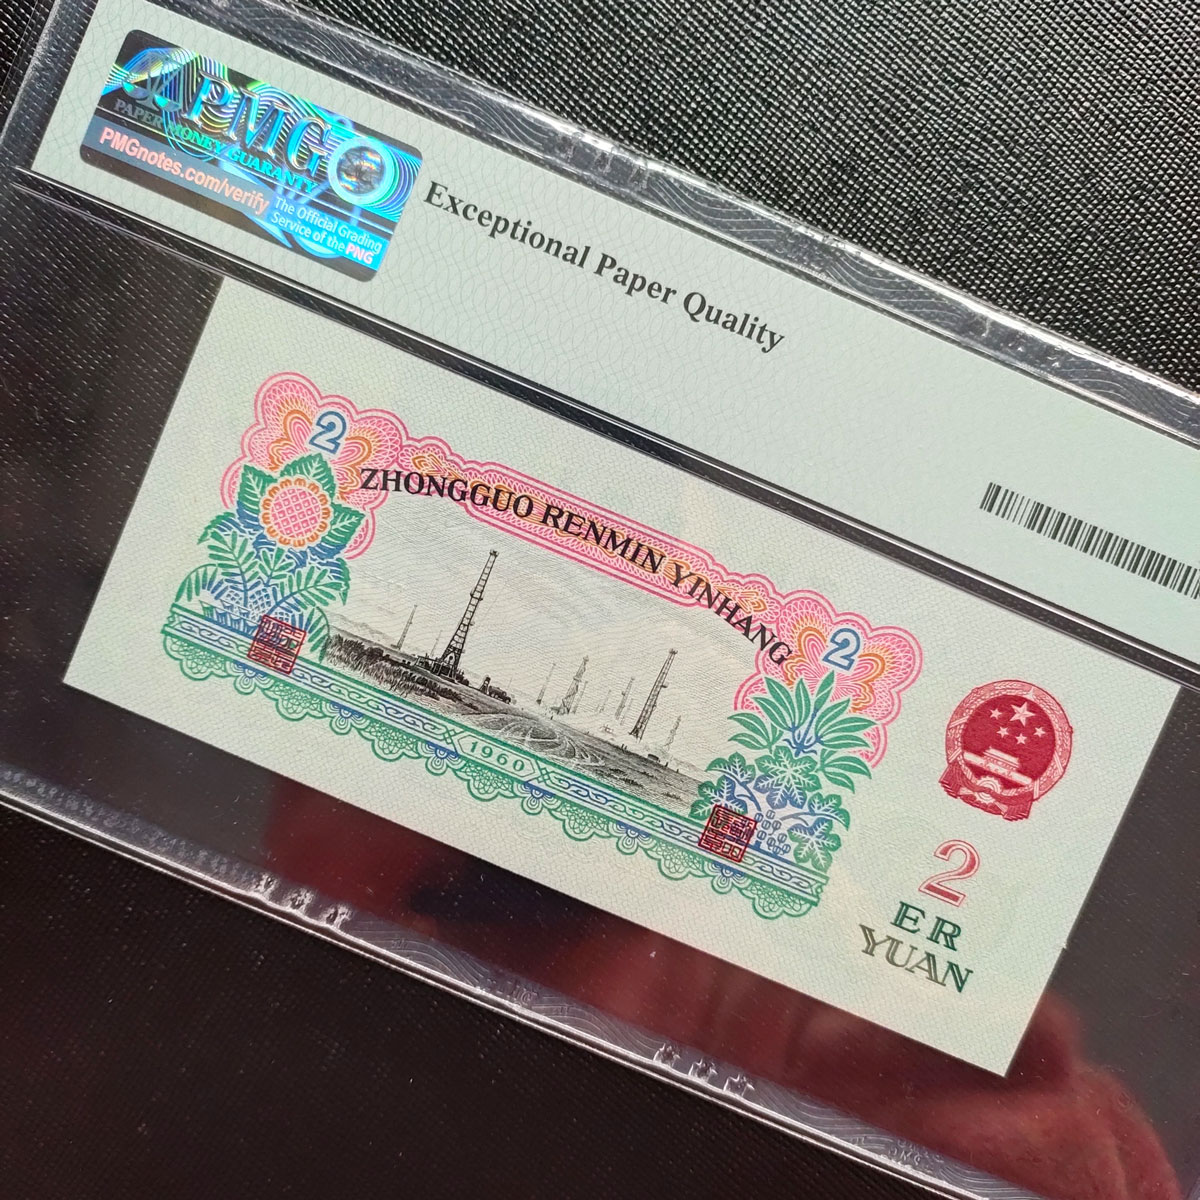 PMG
PAPER MONEY GUARANTY
PMGnotes.com/verify
The Official Grading
Service of the PNG
Exceptional Paper Quality
2
ZHONGGUO RENMIN YINHANG
2
1960
2
ER
YUAN